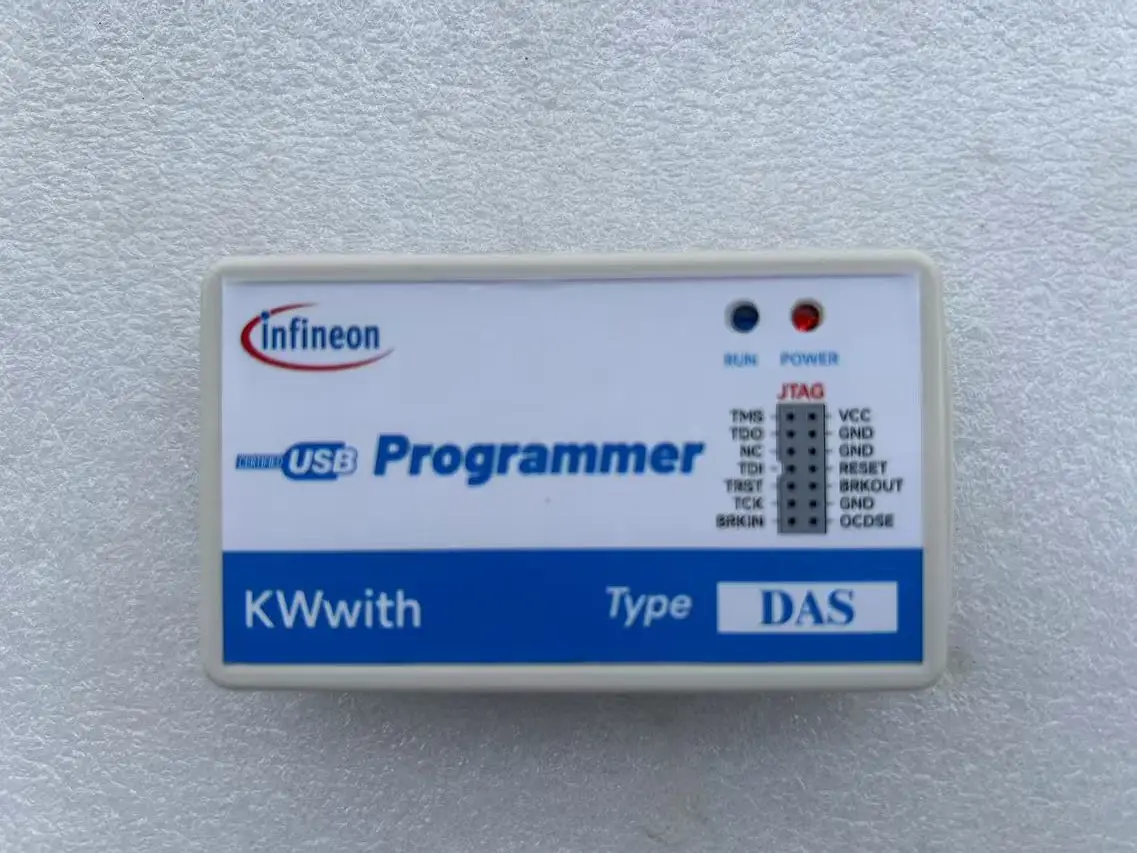 infineon
RUN POWER
JTAG
TMS VCC
TDO GND
NC GND
TDI RESET
TRST BRKOUT
TCK GND
BRKIN OCDSE
CERTIFIED USB Programmer
KWwith Type DAS